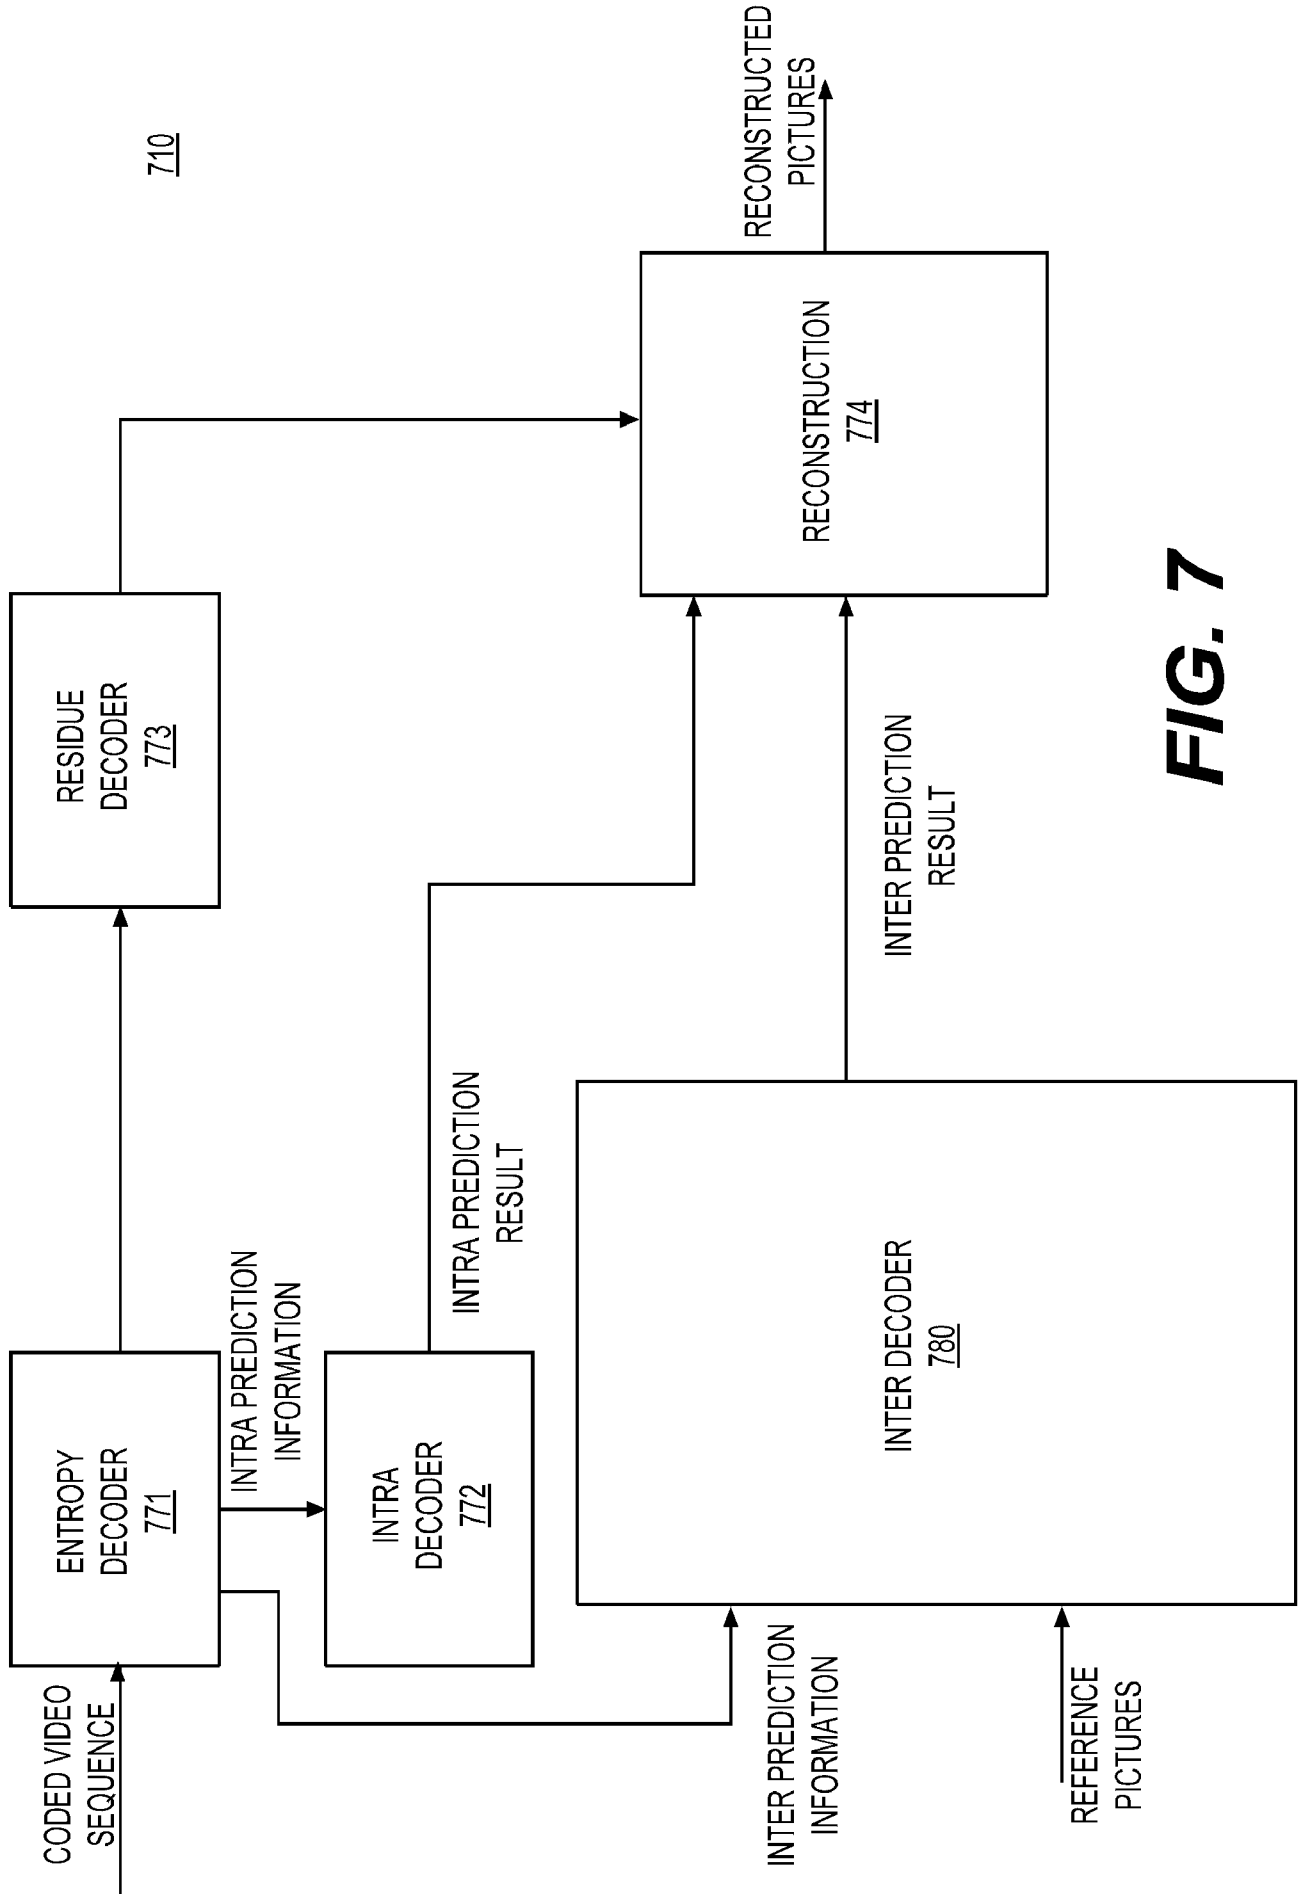 710
CODED VIDEO
SEQUENCE
ENTROPY
DECODER
771
RESIDUE
DECODER
773
INTRA PREDICTION
INFORMATION
INTRA
DECODER
772
INTRA PREDICTION
RESULT
RECONSTRUCTED
PICTURES
RECONSTRUCTION
774
INTER PREDICTION
INFORMATION
INTER DECODER
780
INTER PREDICTION
RESULT
REFERENCE
PICTURES
FIG. 7